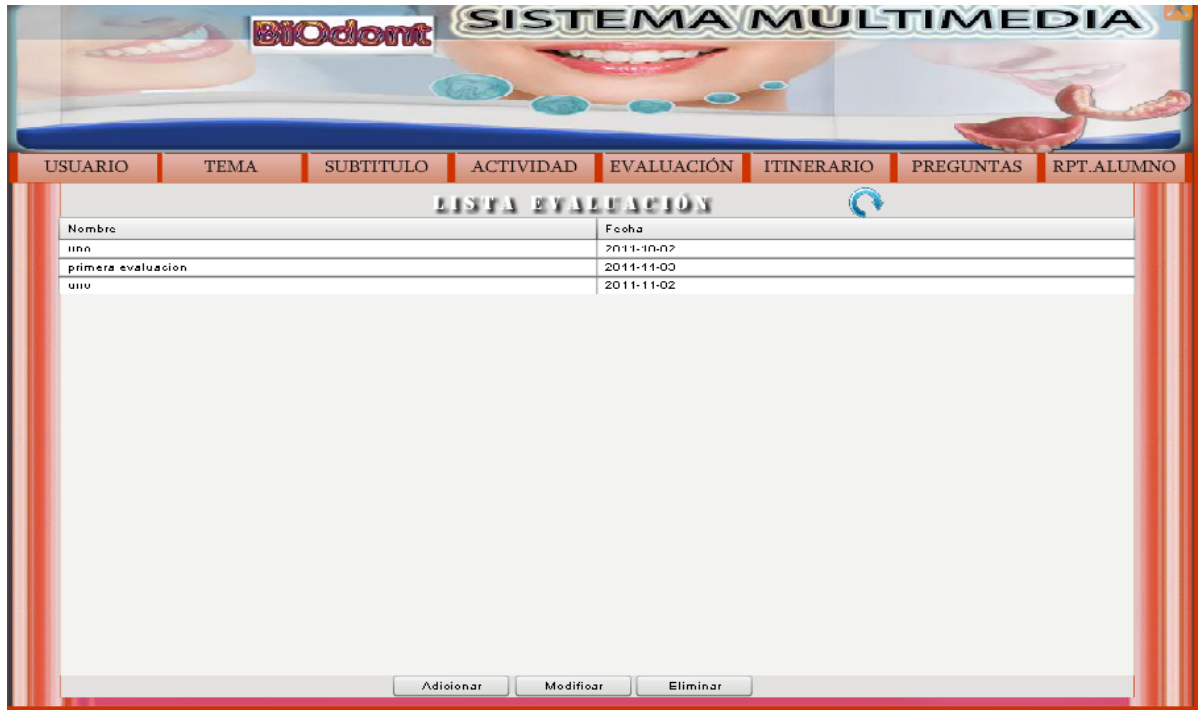 BiOdont SISTEMA MULTIMEDIA
USUARIO TEMA SUBTITULO ACTIVIDAD EVALUACIÓN ITINERARIO PREGUNTAS RPT.ALUMNO
LISTA EVALUACIÓN
Nombre Fecha
uno 2011-10-02
primera evaluacion 2011-11-03
uno 2011-11-02
Adicionar Modificar Eliminar